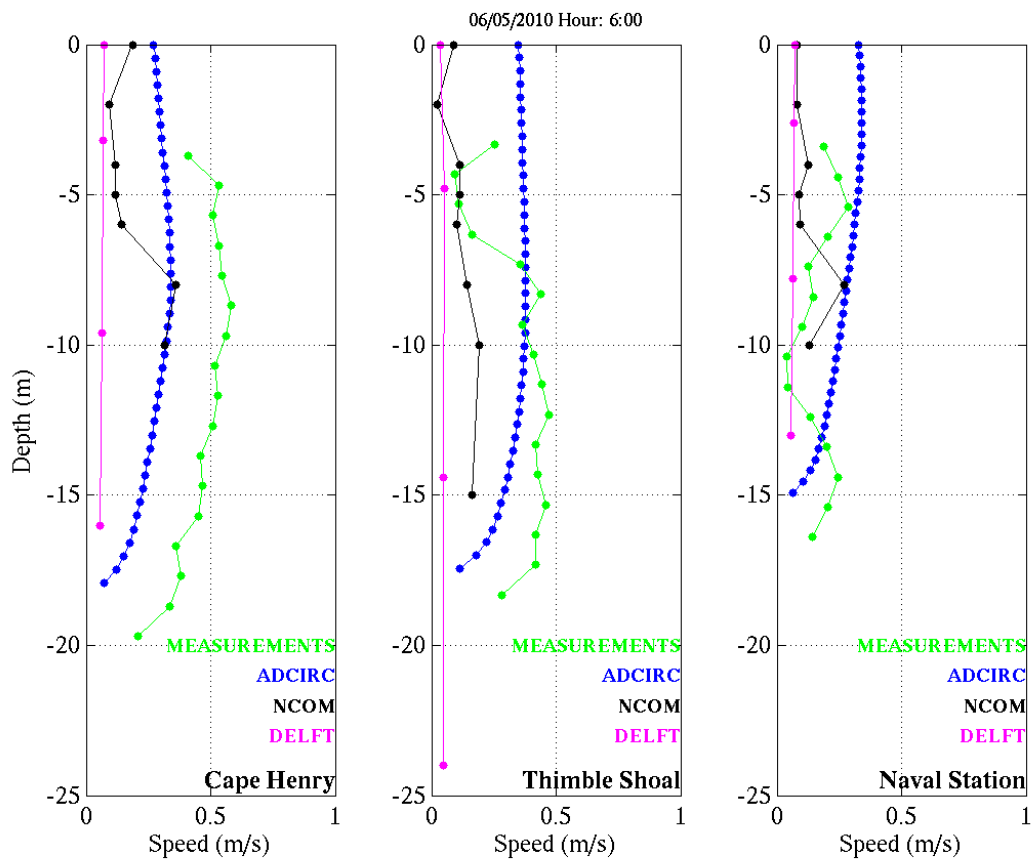 06/05/2010 Hour: 6:00
Depth (m)
0
-5
-10
-15
-20
-25
MEASUREMENTS
ADCIRC
NCOM
DELFT
Cape Henry
0 0.5 1
Speed (m/s)
0
-5
-10
-15
-20
-25
MEASUREMENTS
ADCIRC
NCOM
DELFT
Thimble Shoal
0 0.5 1
Speed (m/s)
0
-5
-10
-15
-20
-25
MEASUREMENTS
ADCIRC
NCOM
DELFT
Naval Station
0 0.5 1
Speed (m/s)